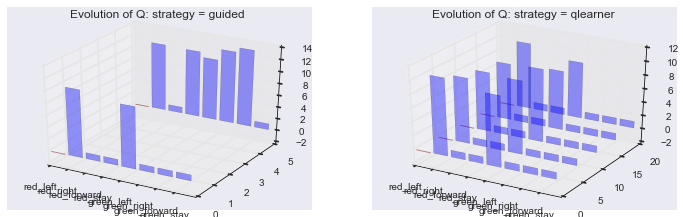 Evolution of Q: strategy = guided
14
12
10
8
6
4
2
0
−2
5
4
3
2
1
0
red_left
red_right
red_forward
red_stay
green_left
green_right
green_forward
green_stay
Evolution of Q: strategy = qlearner
12
10
8
6
4
2
0
−2
20
15
10
5
0
red_left
red_right
red_forward
red_stay
green_left
green_right
green_forward
green_stay